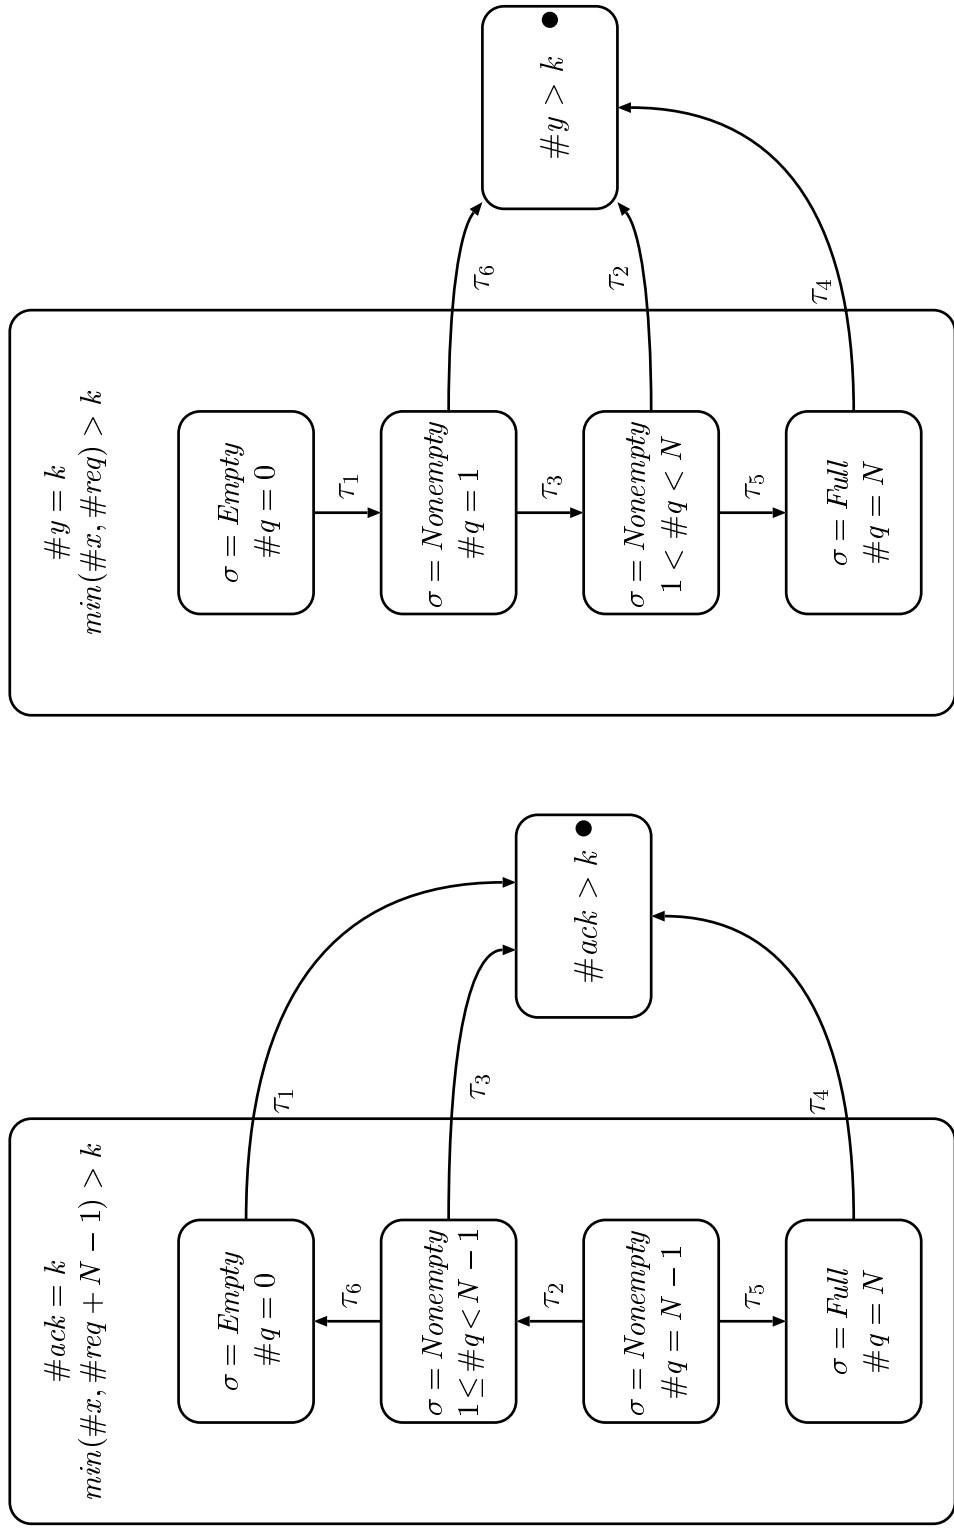 #ack = k
min(#x, #req + N − 1) > k
σ = Empty
#q = 0
τ6
σ = Nonempty
1 ≤ #q < N − 1
τ2
σ = Nonempty
#q = N − 1
τ5
σ = Full
#q = N
τ1
τ3
τ4
#ack > k
#y = k
min(#x, #req) > k
σ = Empty
#q = 0
τ1
σ = Nonempty
#q = 1
τ3
σ = Nonempty
1 < #q < N
τ5
σ = Full
#q = N
τ6
τ2
τ4
#y > k